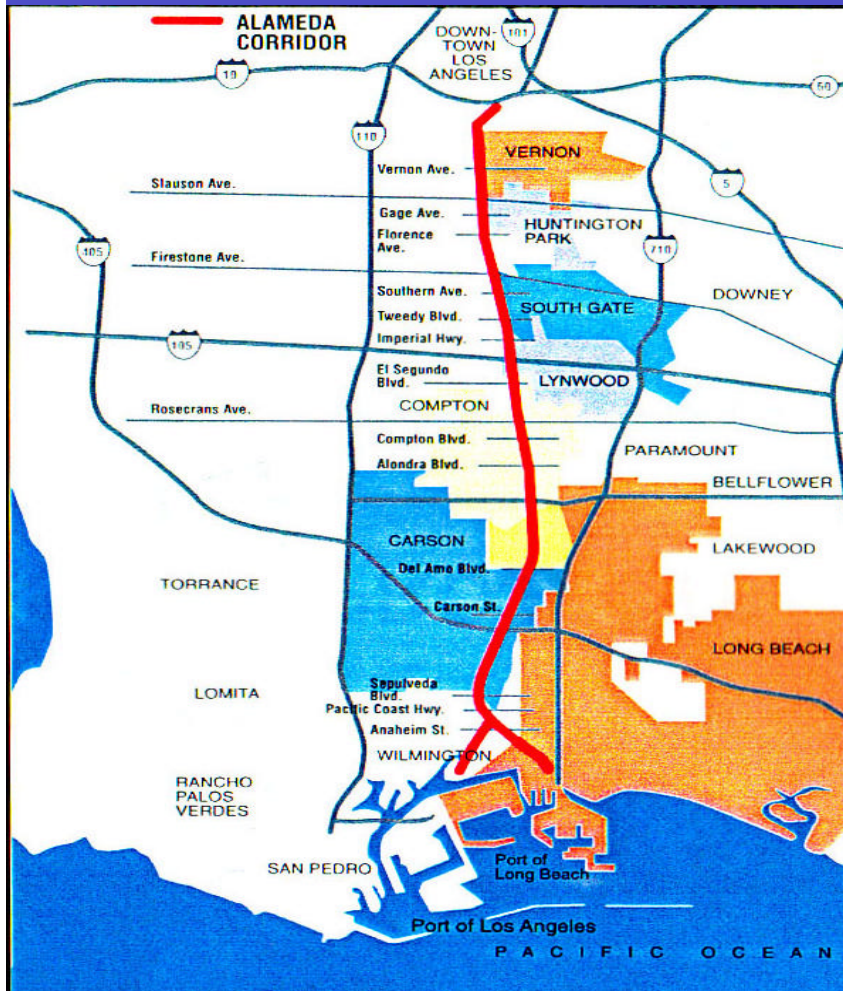 ALAMEDA
CORRIDOR
DOWN-
TOWN
LOS
ANGELES
101
10
60
110
VERNON
Vernon Ave.
5
Slauson Ave.
Gage Ave.
HUNTINGTON
PARK
Florence
Ave.
405
710
Firestone Ave.
Southern Ave.
DOWNEY
SOUTH GATE
Tweedy Blvd.
Imperial Hwy.
105
El Segundo
Blvd.
LYNWOOD
COMPTON
Rosecrans Ave.
Compton Blvd.
PARAMOUNT
Alondra Blvd.
BELLFLOWER
CARSON
LAKEWOOD
Del Amo Blvd.
TORRANCE
Carson St.
LONG BEACH
Sepulveda
Blvd.
LOMITA
Pacific Coast Hwy.
Anaheim St.
WILMINGTON
RANCHO
PALOS
VERDES
SAN PEDRO
Port of
Long Beach
Port of Los Angeles
PACIFIC OCEAN